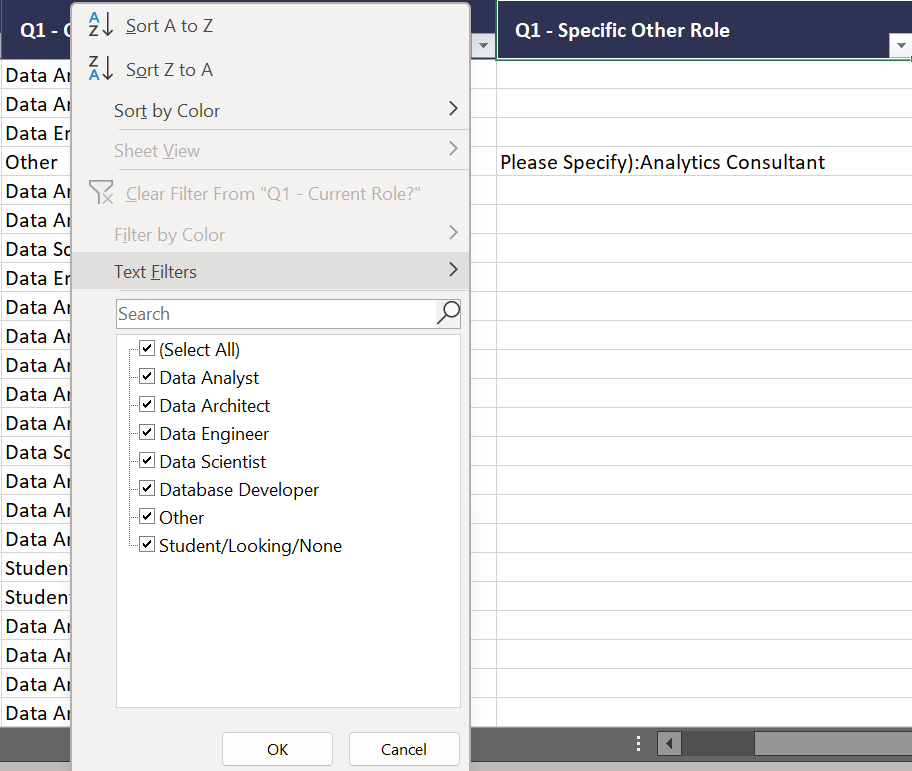 Q1 - C
Q1 - Specific Other Role
Sort A to Z
Sort Z to A
Sort by Color
Sheet View
Clear Filter From "Q1 - Current Role?"
Filter by Color
Text Filters
Search
(Select All)
Data Analyst
Data Architect
Data Engineer
Data Scientist
Database Developer
Other
Student/Looking/None
OK
Cancel
Data Ar
Data Ar
Data Er
Other
Please Specify):Analytics Consultant
Data Ar
Data Ar
Data Sc
Data Er
Data Ar
Data Ar
Data Ar
Data Ar
Data Ar
Data Sc
Data Ar
Data Ar
Data Ar
Studen
Studen
Data Ar
Data Ar
Data Ar
Data Ar